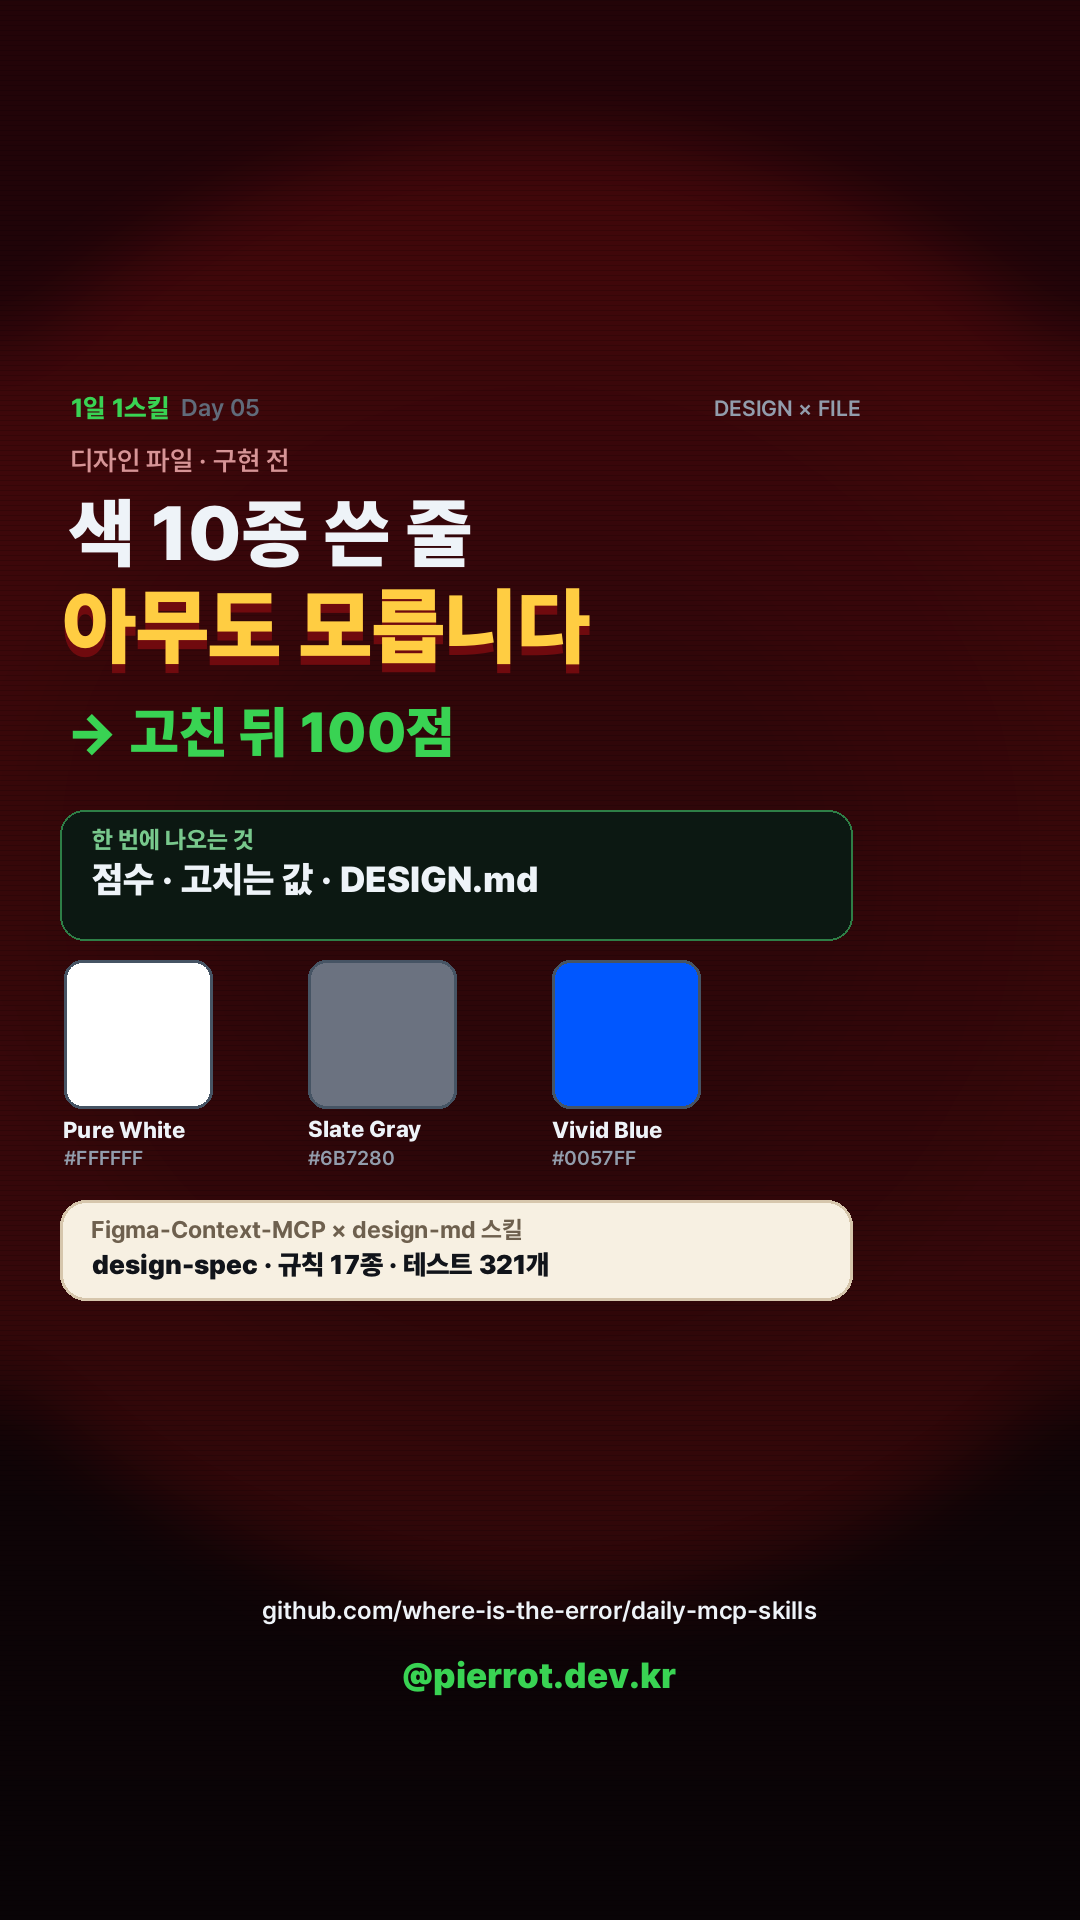 1일 1스킬 Day 05
DESIGN × FILE
디자인 파일 · 구현 전
색 10종 쓴 줄
아무도 모릅니다
→ 고친 뒤 100점
한 번에 나오는 것
점수 · 고치는 값 · DESIGN.md
Pure White
#FFFFFF
Slate Gray
#6B7280
Vivid Blue
#0057FF
Figma-Context-MCP × design-md 스킬
design-spec · 규칙 17종 · 테스트 321개
github.com/where-is-the-error/daily-mcp-skills
@pierrot.dev.kr